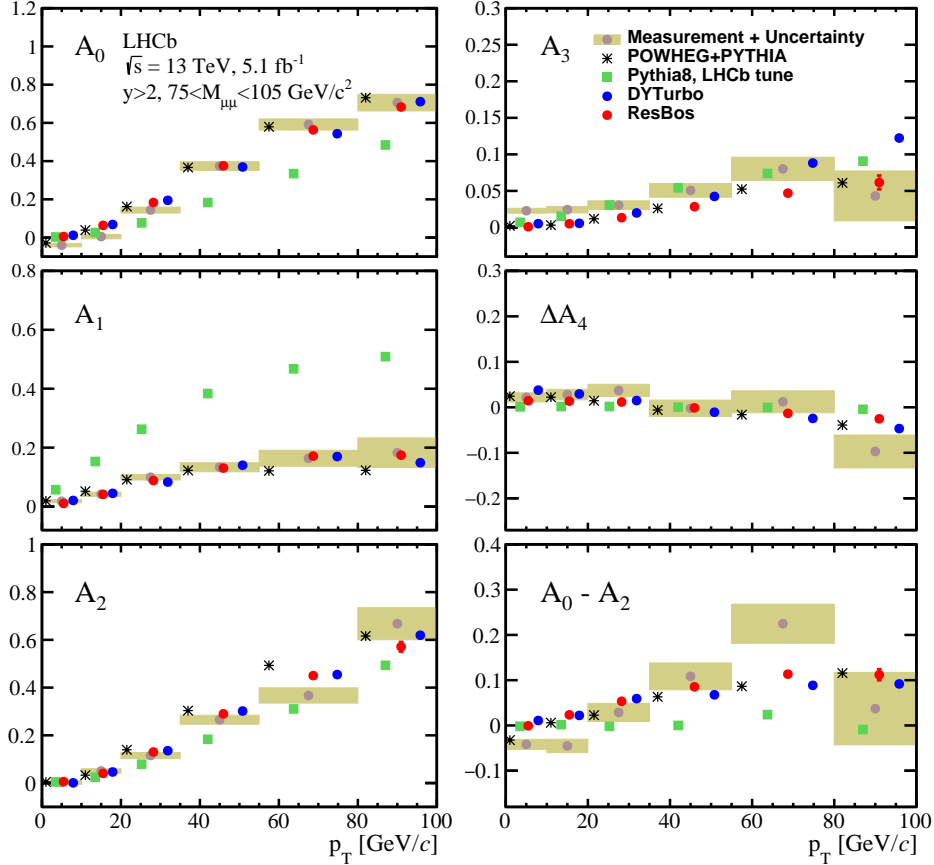 A₀
LHCb
√s = 13 TeV, 5.1 fb⁻¹
y>2, 75<M_μμ<105 GeV/c²
1.2
1
0.8
0.6
0.4
0.2
0
A₃
Measurement + Uncertainty
POWHEG+PYTHIA
Pythia8, LHCb tune
DYTurbo
ResBos
0.3
0.25
0.2
0.15
0.1
0.05
0
A₁
0.8
0.6
0.4
0.2
0
ΔA₄
0.3
0.2
0.1
0
−0.1
−0.2
A₂
1
0.8
0.6
0.4
0.2
0
0 20 40 60 80 100
p_T [GeV/c]
A₀ - A₂
0.4
0.3
0.2
0.1
0
−0.1
0 20 40 60 80 100
p_T [GeV/c]